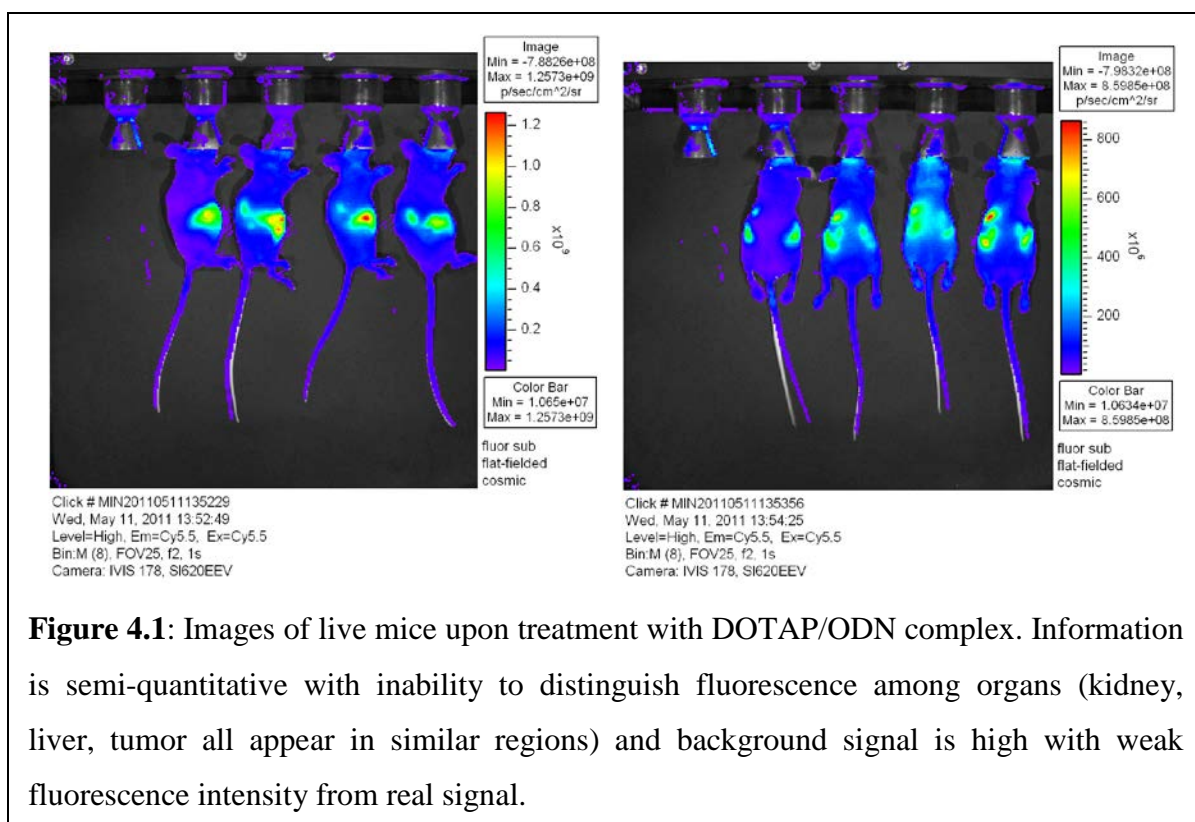 Image
Min = -7.8826e+08
Max = 1.2573e+09
p/sec/cm^2/sr
1.2
1.0
0.8
0.6
0.4
0.2
x10^9
Color Bar
Min = 1.065e+07
Max = 1.2573e+09
fluor sub
flat-fielded
cosmic
Click # MIN20110511135229
Wed, May 11, 2011 13:52:49
Level=High, Em=Cy5.5, Ex=Cy5.5
Bin:M (8), FOV25, f2, 1s
Camera: IVIS 178, SI620EEV
Image
Min = -7.9832e+08
Max = 8.5985e+08
p/sec/cm^2/sr
800
600
400
200
x10^6
Color Bar
Min = 1.0634e+07
Max = 8.5985e+08
fluor sub
flat-fielded
cosmic
Click # MIN20110511135356
Wed, May 11, 2011 13:54:25
Level=High, Em=Cy5.5, Ex=Cy5.5
Bin:M (8), FOV25, f2, 1s
Camera: IVIS 178, SI620EEV
Figure 4.1: Images of live mice upon treatment with DOTAP/ODN complex. Information
is semi-quantitative with inability to distinguish fluorescence among organs (kidney,
liver, tumor all appear in similar regions) and background signal is high with weak
fluorescence intensity from real signal.